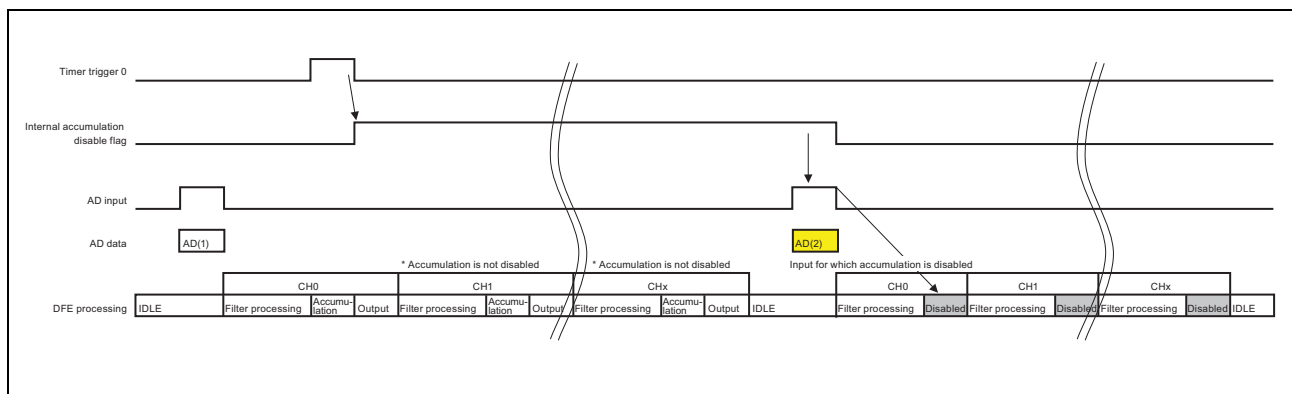 Timer trigger 0
Internal accumulation
disable flag
AD input
AD data
AD(1)
AD(2)
* Accumulation is not disabled
* Accumulation is not disabled
Input for which accumulation is disabled
CH0
CH1
CHx
CH0
CH1
CHx
DFE processing
IDLE
Filter processing
Accumu-
lation
Output
Filter processing
Accumu-
lation
Output
Filter processing
Accumu-
lation
Output
IDLE
Filter processing
Disabled
Filter processing
Disabled
Filter processing
Disabled
IDLE